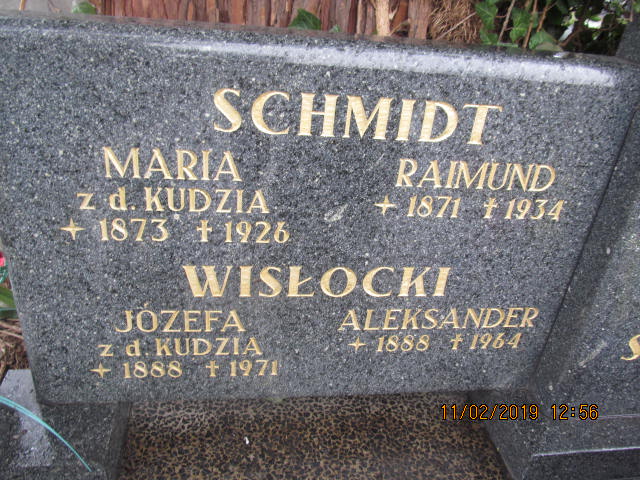 SCHMIDT
MARIA
z d. KUDZIA
✦ 1873 ✝ 1926
RAIMUND
✦ 1871 ✝ 1934
WISŁOCKI
JÓZEFA
z d. KUDZIA
✦ 1888 ✝ 1971
ALEKSANDER
✦ 1888 ✝ 1964
S
11/02/2019 12:56